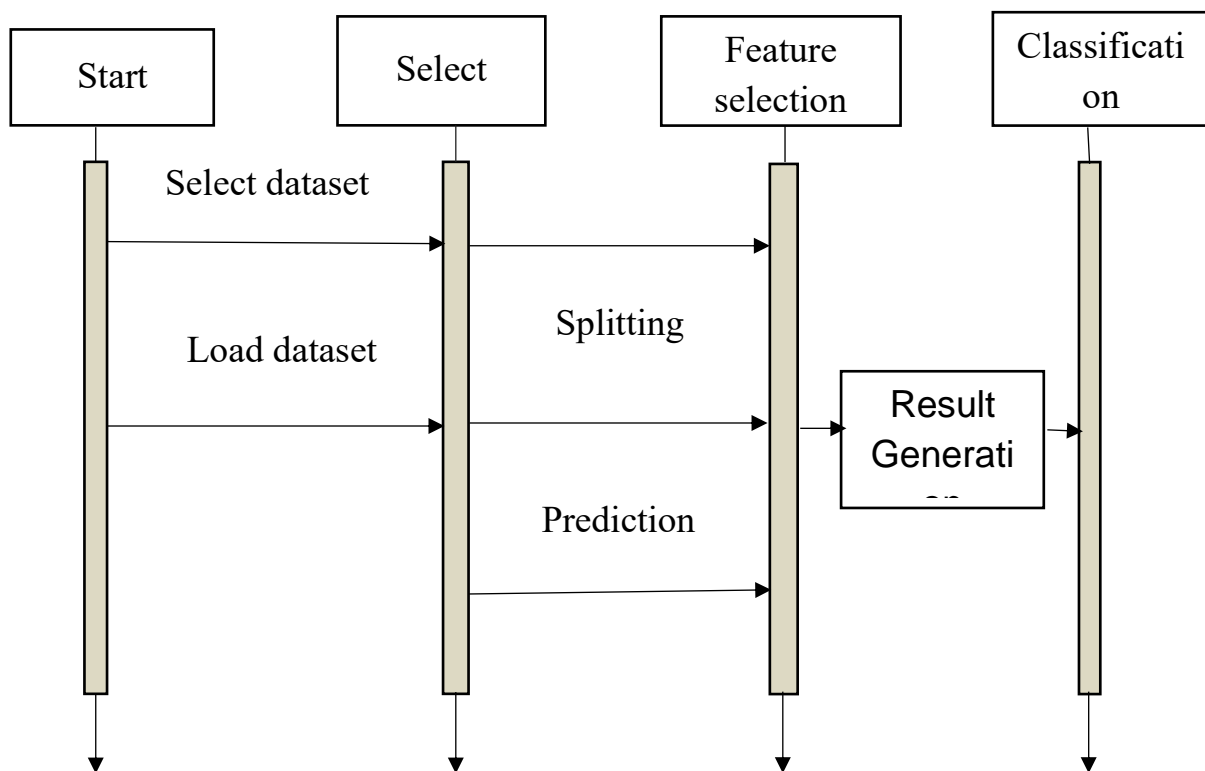 Start
Select
Feature
selection
Classificati
on
Select dataset
Splitting
Load dataset
Result
Generati
Prediction